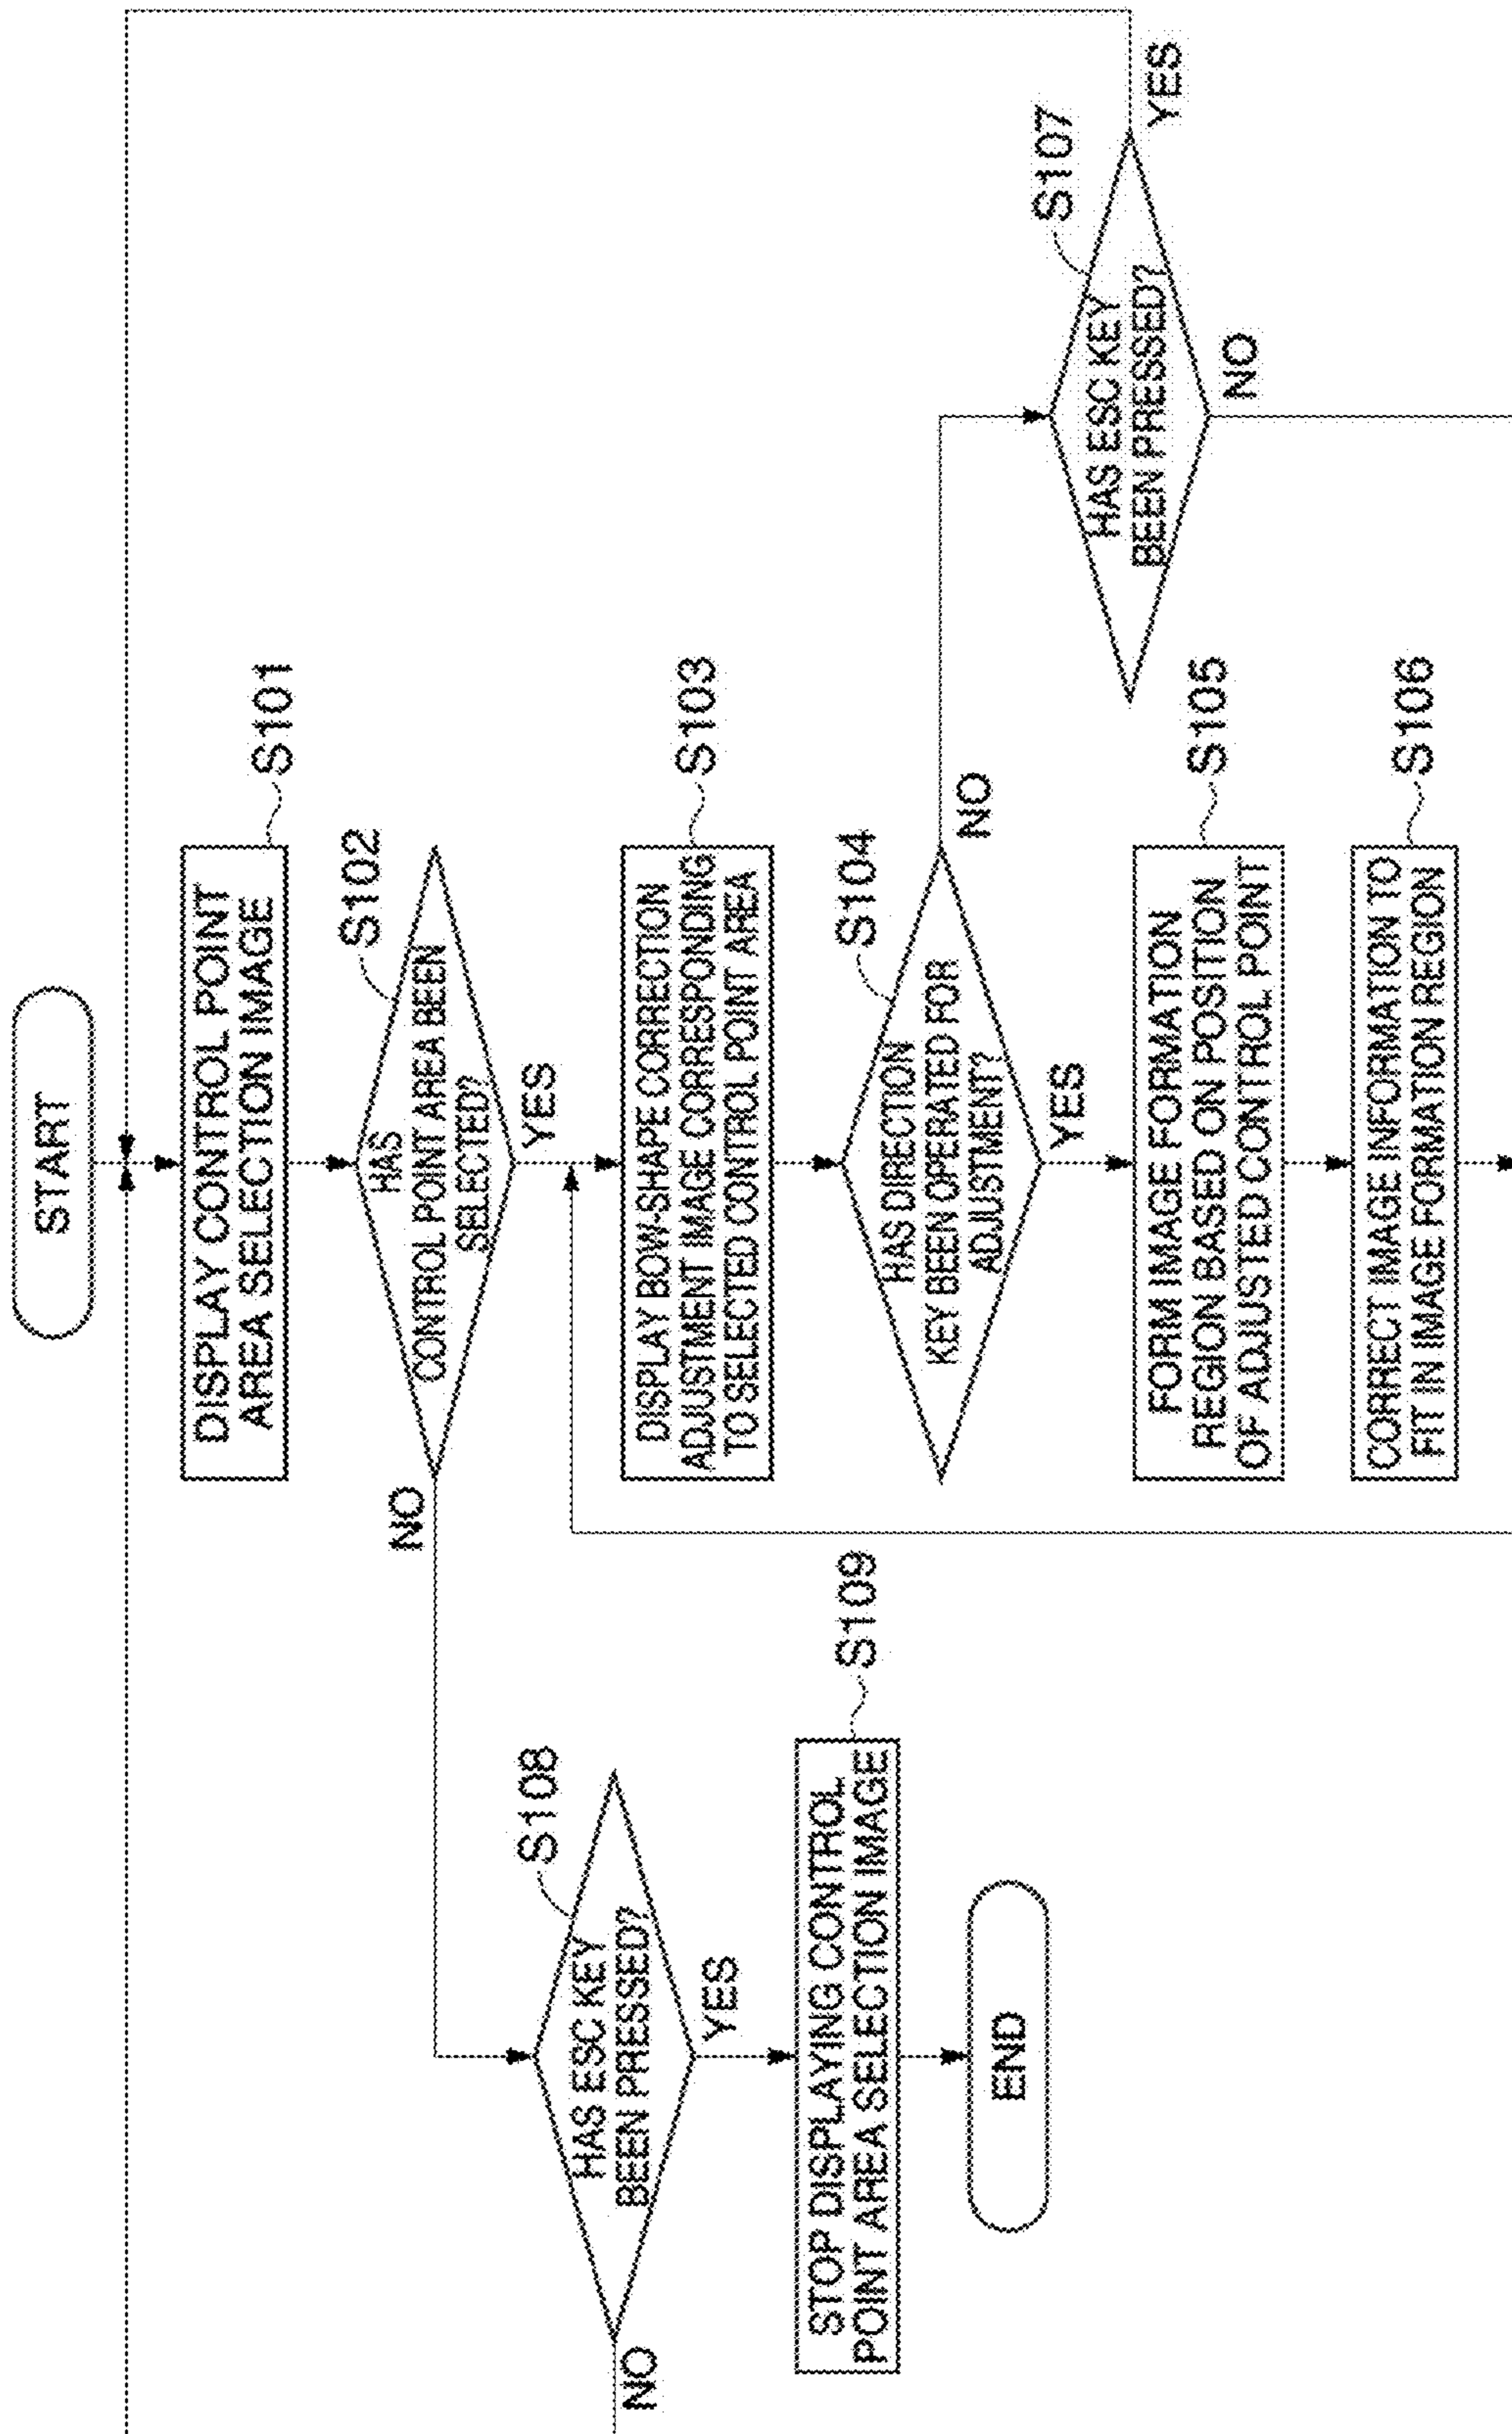 START
DISPLAY CONTROL POINT
AREA SELECTION IMAGE
S101
HAS
CONTROL POINT AREA BEEN
SELECTED?
S102
NO
YES
DISPLAY BOW-SHAPE CORRECTION
ADJUSTMENT IMAGE CORRESPONDING
TO SELECTED CONTROL POINT AREA
S103
HAS DIRECTION
KEY BEEN OPERATED FOR
ADJUSTMENT?
S104
NO
YES
FORM IMAGE FORMATION
REGION BASED ON POSITION
OF ADJUSTED CONTROL POINT
S105
CORRECT IMAGE INFORMATION TO
FIT IN IMAGE FORMATION REGION
S106
HAS ESC KEY
BEEN PRESSED?
S107
YES
NO
HAS ESC KEY
BEEN PRESSED?
S108
NO
YES
STOP DISPLAYING CONTROL
POINT AREA SELECTION IMAGE
S109
END